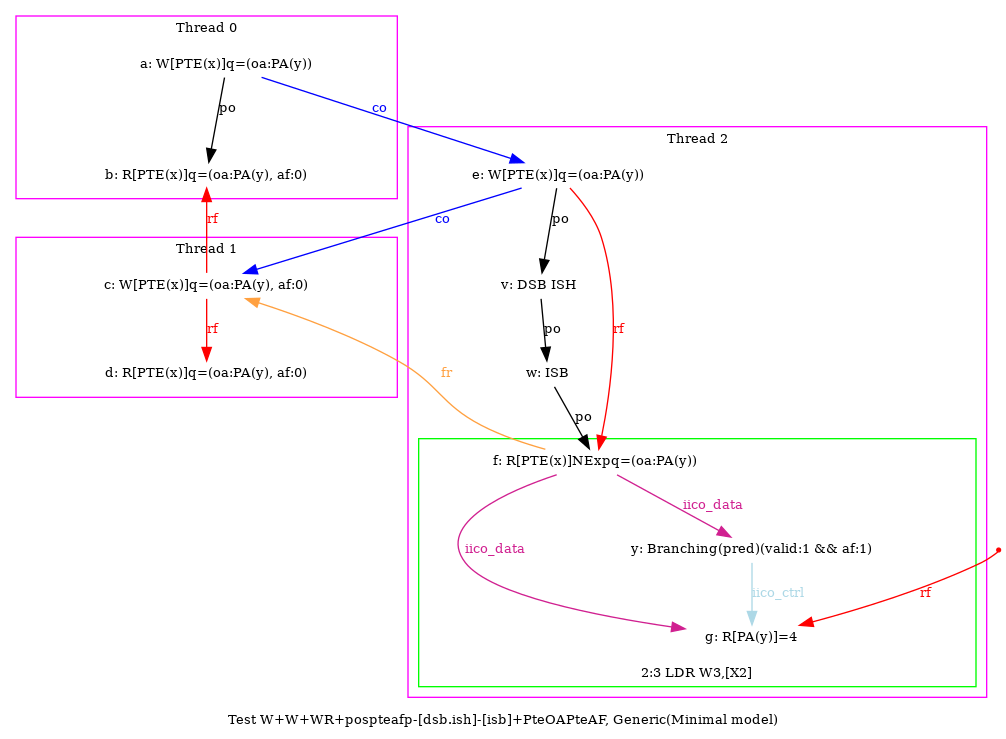 Thread 0
a: W[PTE(x)]q=(oa:PA(y))
po
co
Thread 2
b: R[PTE(x)]q=(oa:PA(y), af:0)
e: W[PTE(x)]q=(oa:PA(y))
rf
co
po
Thread 1
c: W[PTE(x)]q=(oa:PA(y), af:0)
v: DSB ISH
rf
po
rf
d: R[PTE(x)]q=(oa:PA(y), af:0)
fr
w: ISB
po
f: R[PTE(x)]NExpq=(oa:PA(y))
iico_data
iico_data
y: Branching(pred)(valid:1 && af:1)
iico_ctrl
rf
g: R[PA(y)]=4
2:3 LDR W3,[X2]
Test W+W+WR+pospteafp-[dsb.ish]-[isb]+PteOAPteAF, Generic(Minimal model)